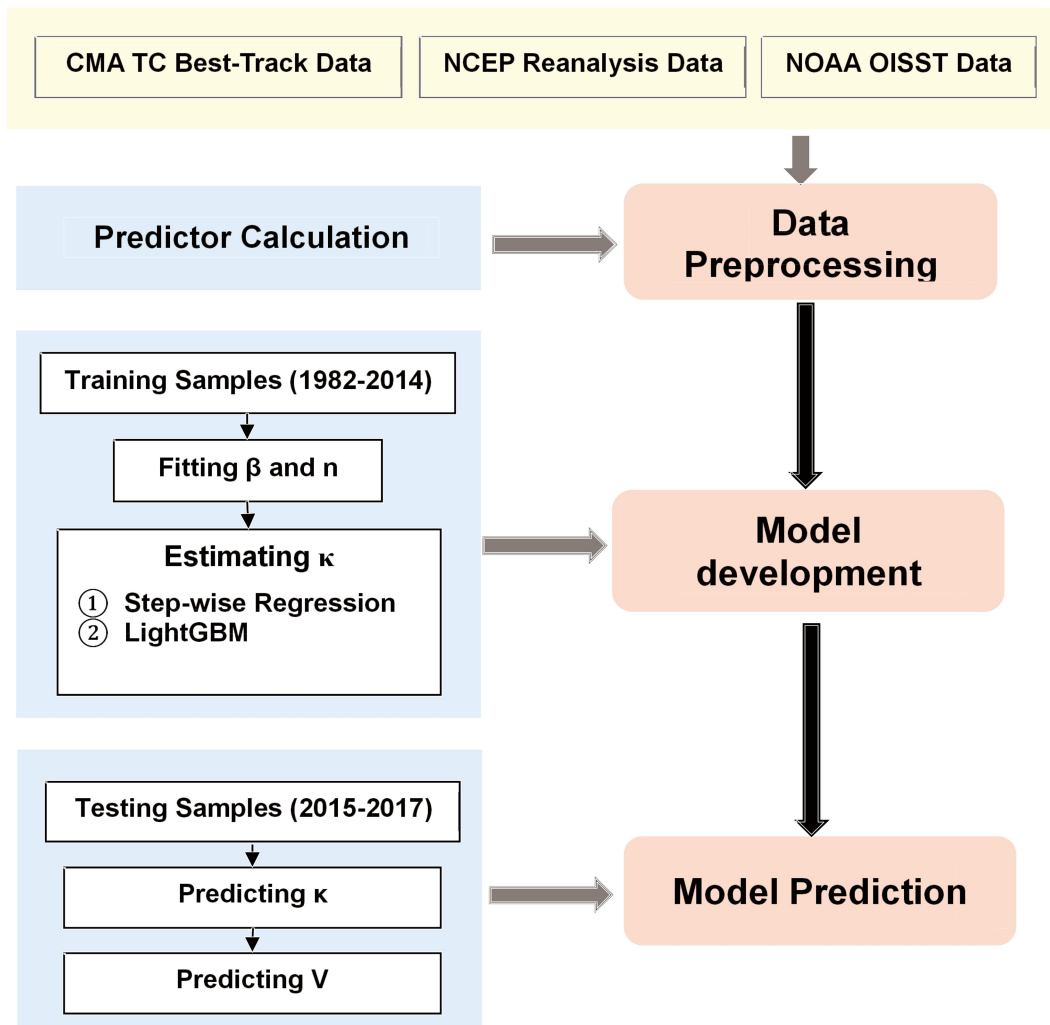 CMA TC Best-Track Data
NCEP Reanalysis Data
NOAA OISST Data
Predictor Calculation
Data
Preprocessing
Training Samples (1982-2014)
Fitting β and n
Estimating κ
① Step-wise Regression
② LightGBM
Model
development
Testing Samples (2015-2017)
Predicting κ
Predicting V
Model Prediction